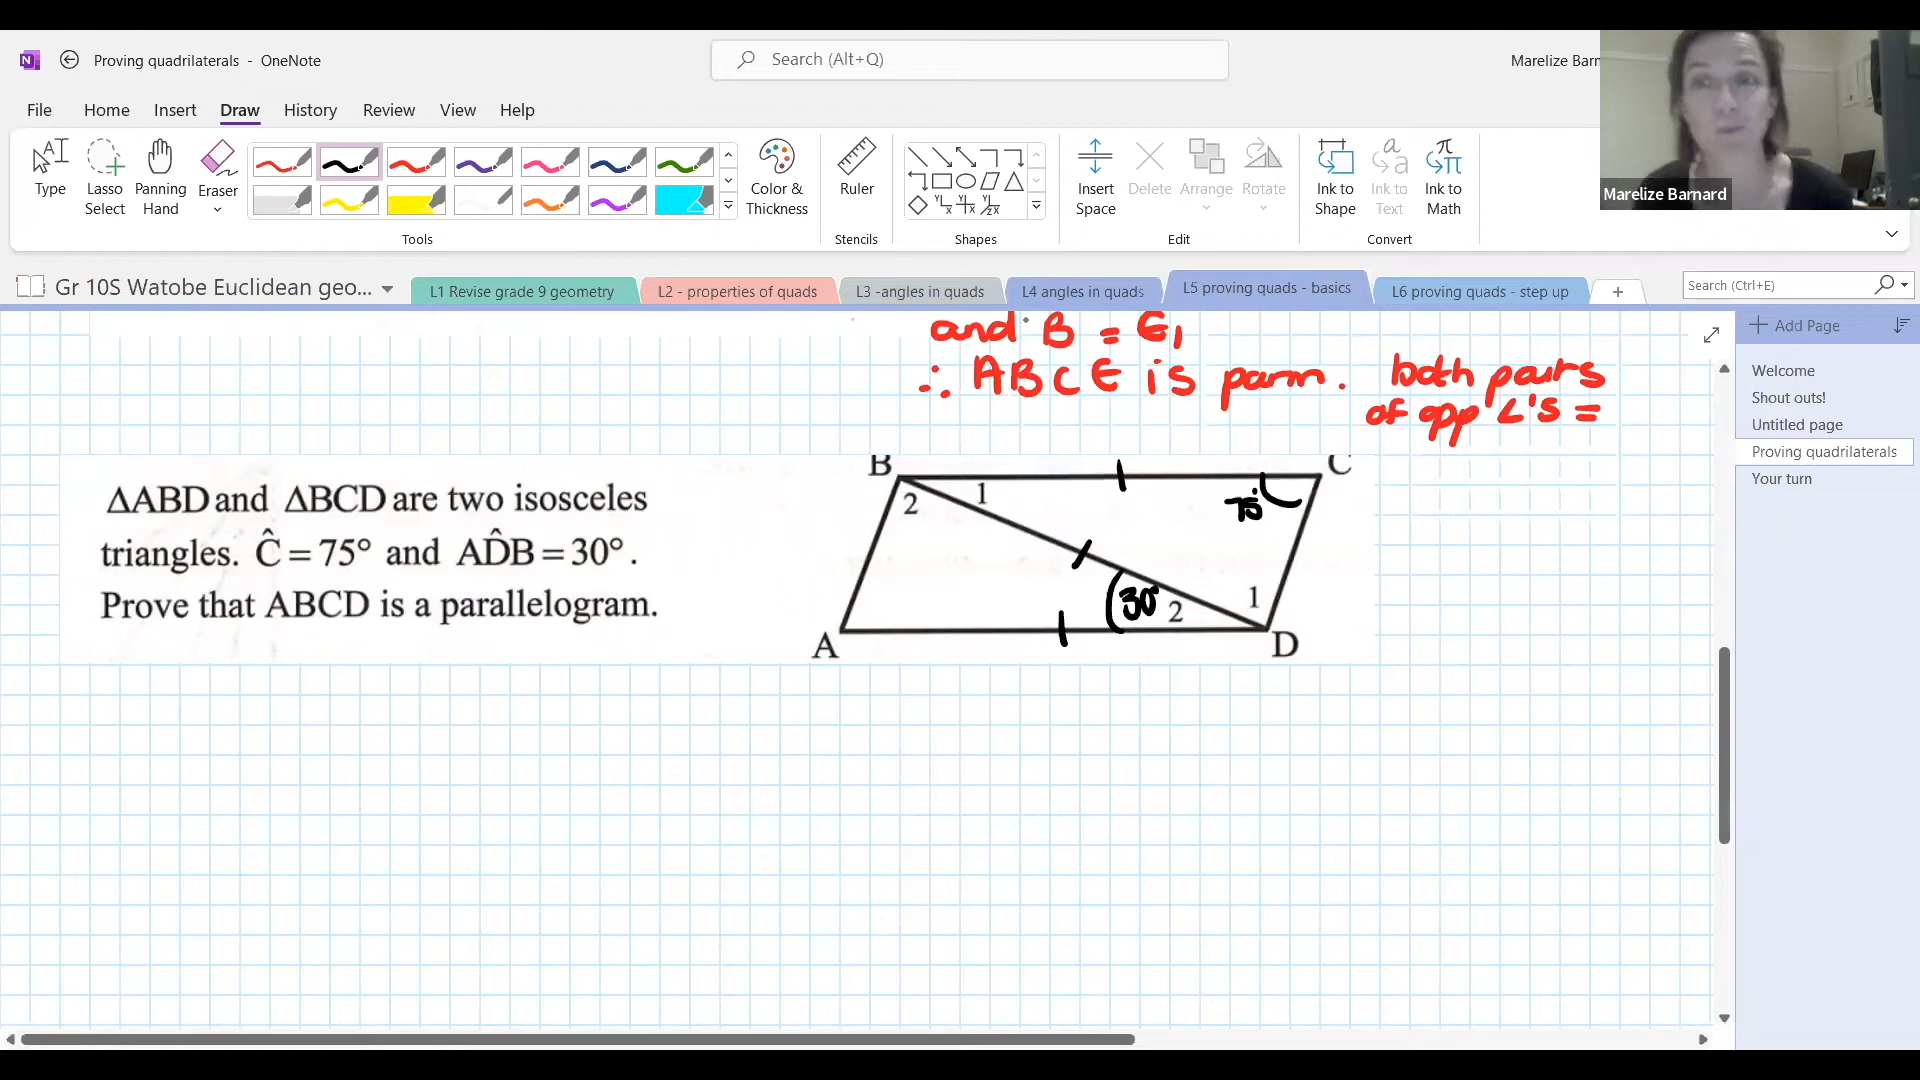 Proving quadrilaterals - OneNote
Search (Alt+Q)
Marelize Barn
File Home Insert Draw History Review View Help
Type
Lasso Select
Panning Hand
Eraser
Color & Thickness
Ruler
Insert Space
Delete
Arrange
Rotate
Ink to Shape
Ink to Text
Ink to Math
Marelize Barnard
Tools Stencils Shapes Edit Convert
Gr 10S Watobe Euclidean geo...
L1 Revise grade 9 geometry
L2 - properties of quads
L3 -angles in quads
L4 angles in quads
L5 proving quads - basics
L6 proving quads - step up
Search (Ctrl+E)
Add Page
Welcome
Shout outs!
Untitled page
Proving quadrilaterals
Your turn
and B = E₁
∴ ABCE is parm. both pairs
of opp ∠'s =
ΔABD and ΔBCD are two isosceles
triangles. Ĉ = 75° and AD̂B = 30°.
Prove that ABCD is a parallelogram.
B C
2 1 75°
30° 2 1
A D